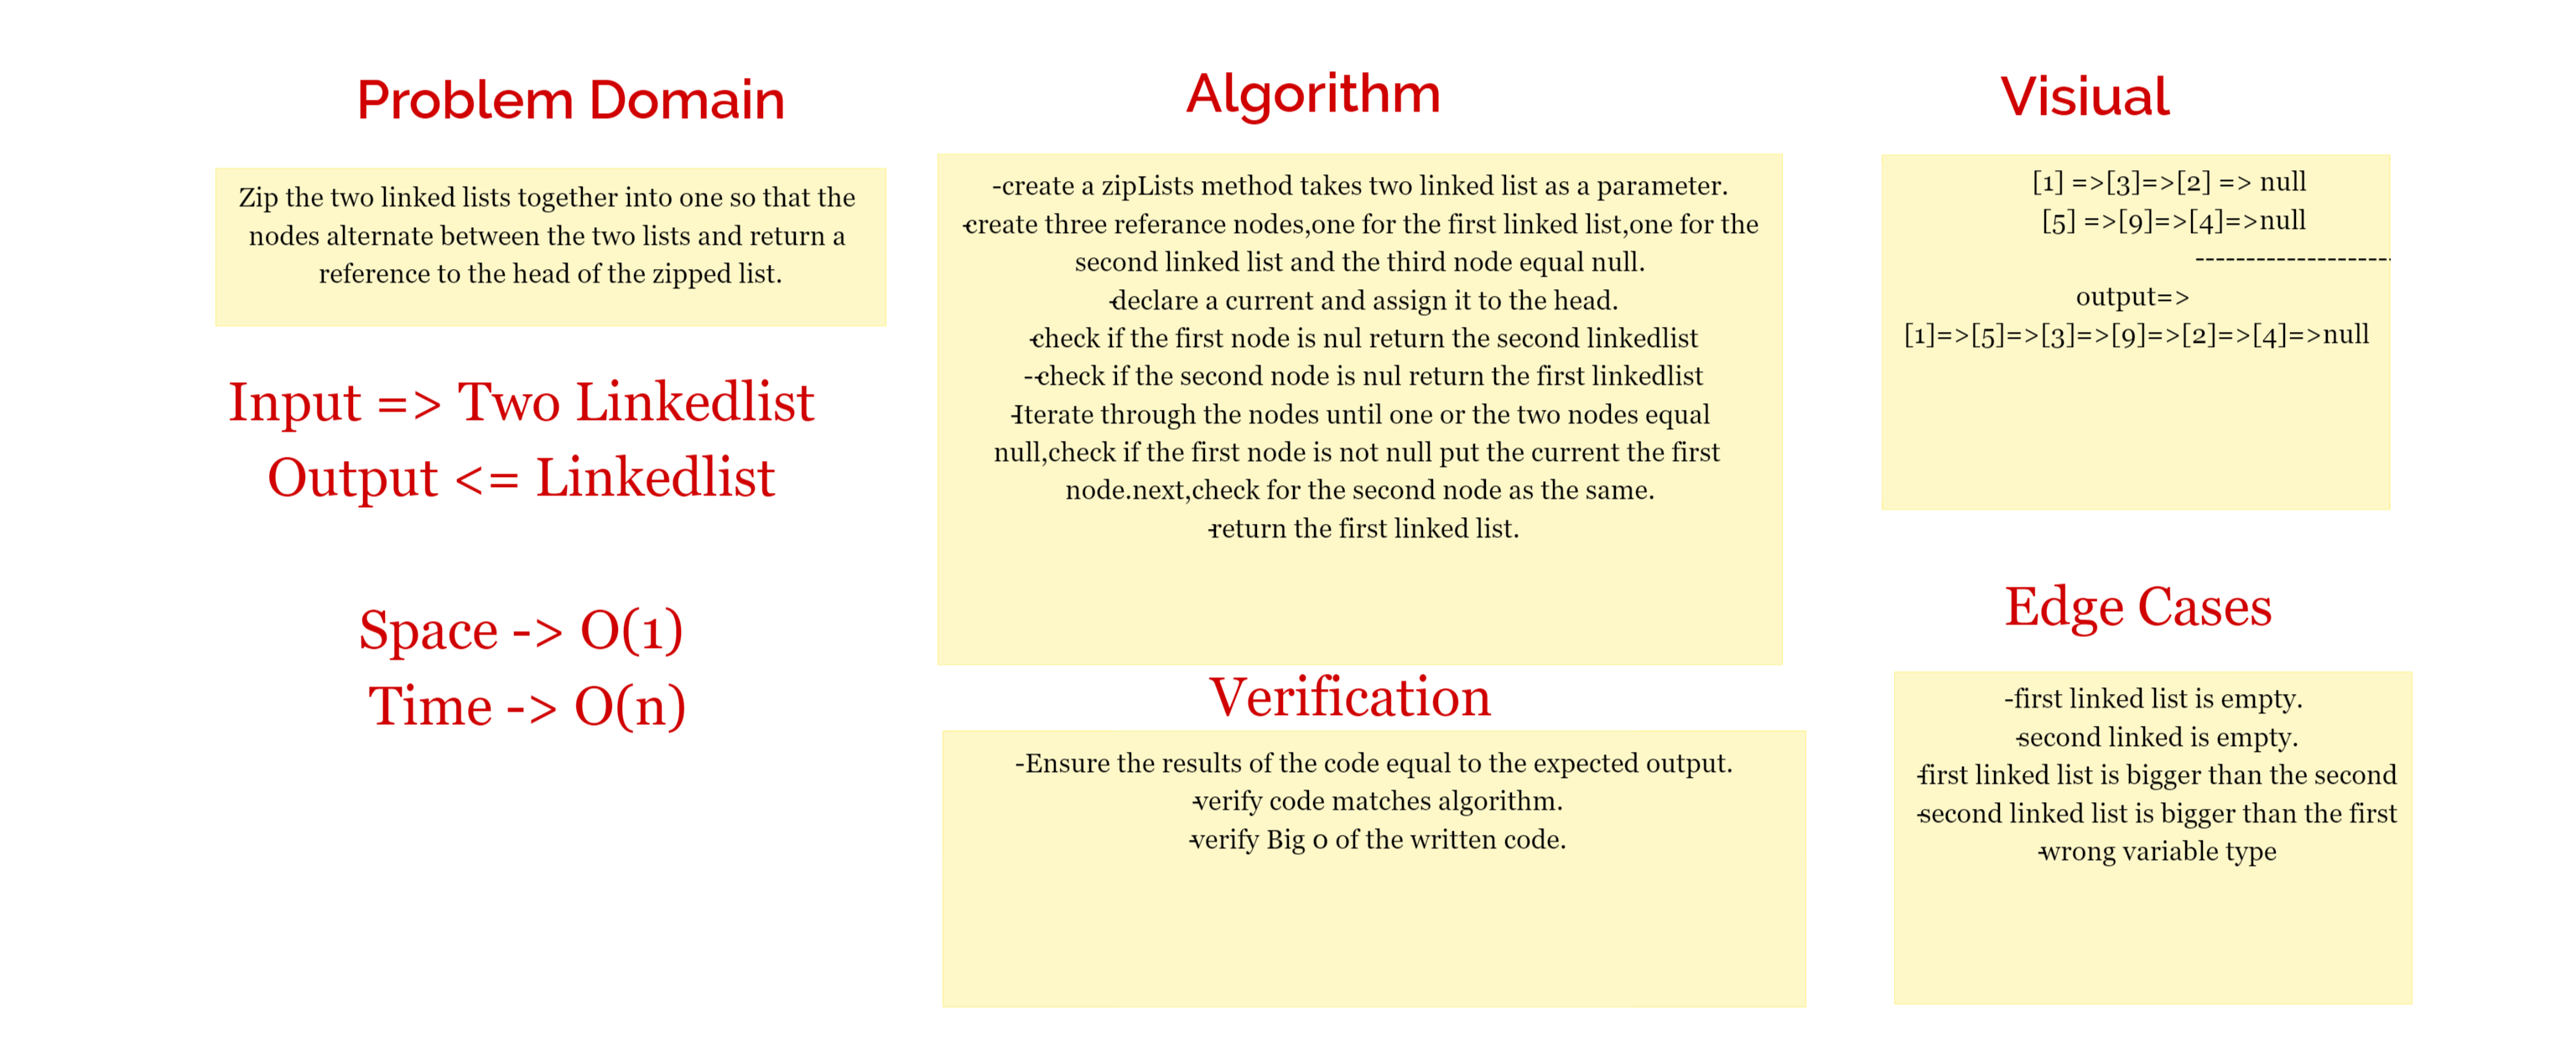 Problem Domain
Zip the two linked lists together into one so that the
nodes alternate between the two lists and return a
reference to the head of the zipped list.
Input => Two Linkedlist
Output <= Linkedlist
Space -> O(1)
Time -> O(n)
Algorithm
-create a zipLists method takes two linked list as a parameter.
-create three referance nodes,one for the first linked list,one for the
second linked list and the third node equal null.
-declare a current and assign it to the head.
-check if the first node is nul return the second linkedlist
--check if the second node is nul return the first linkedlist
-Iterate through the nodes until one or the two nodes equal
null,check if the first node is not null put the current the first
node.next,check for the second node as the same.
-return the first linked list.
Verification
-Ensure the results of the code equal to the expected output.
-verify code matches algorithm.
-verify Big 0 of the written code.
Visiual
[1] =>[3]=>[2] => null
[5] =>[9]=>[4]=>null
-------------------
output=>
[1]=>[5]=>[3]=>[9]=>[2]=>[4]=>null
Edge Cases
-first linked list is empty.
-second linked is empty.
-first linked list is bigger than the second
-second linked list is bigger than the first
-wrong variable type